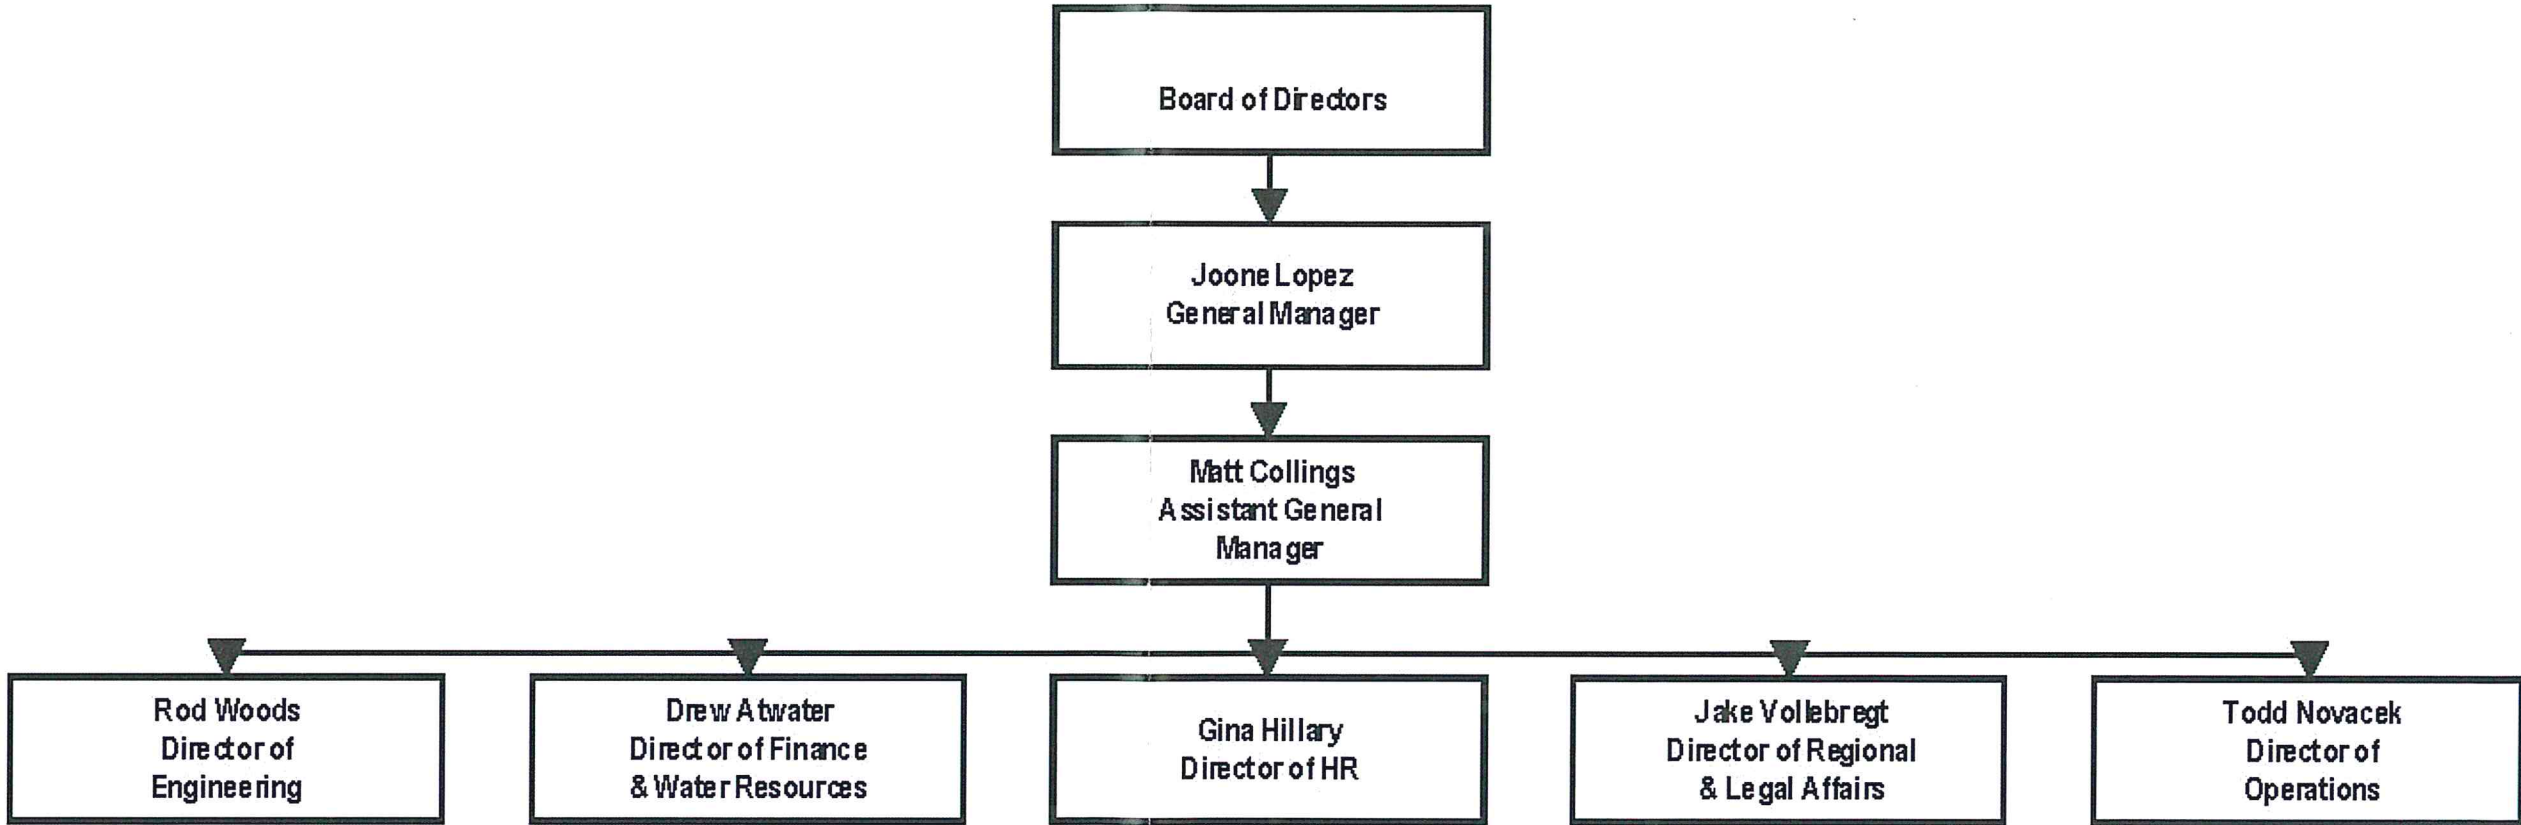 Board of Directors
Joone Lopez
General Manager
Matt Collings
Assistant General
Manager
Rod Woods
Director of
Engineering
Drew Atwater
Director of Finance
& Water Resources
Gina Hillary
Director of HR
Jake Vollebregt
Director of Regional
& Legal Affairs
Todd Novacek
Director of
Operations